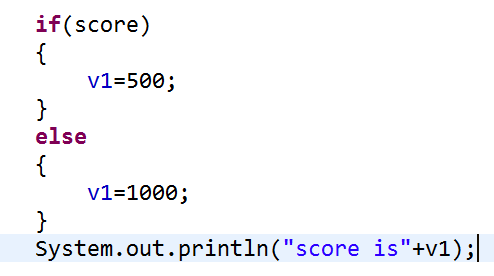 if(score)
{
v1=500;
}
else
{
v1=1000;
}
System.out.println("score is"+v1);